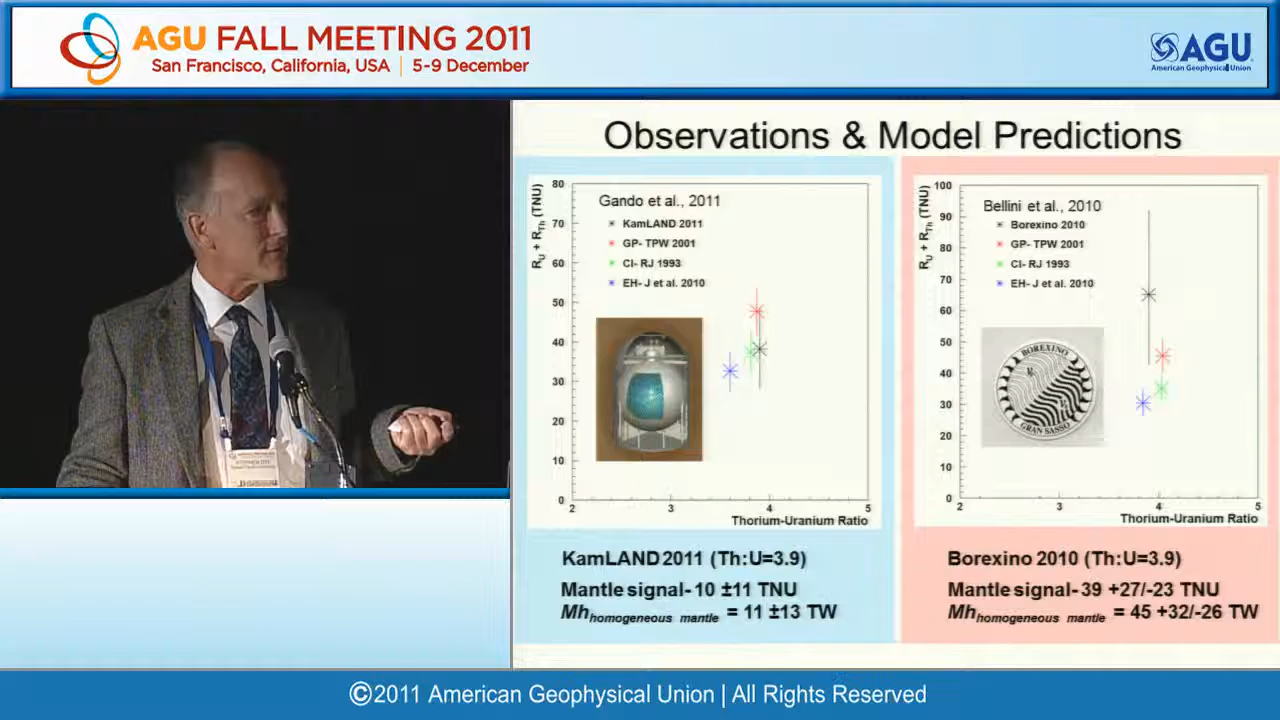 AGU FALL MEETING 2011
San Francisco, California, USA | 5-9 December
AGU
American Geophysical Union
Observations & Model Predictions
Gando et al., 2011
KamLAND 2011
GP- TPW 2001
CI- RJ 1993
EH- J et al. 2010
R_U + R_Th (TNU)
80
70
60
50
40
30
20
10
0
2
3
4
5
Thorium-Uranium Ratio
KamLAND 2011 (Th:U=3.9)
Mantle signal- 10 ±11 TNU
Mh_homogeneous mantle = 11 ±13 TW
Bellini et al., 2010
Borexino 2010
GP- TPW 2001
CI- RJ 1993
EH- J et al. 2010
R_U + R_Th (TNU)
100
90
80
70
60
50
40
30
20
10
0
BOREXINO
GRAN SASSO
2
3
4
5
Thorium-Uranium Ratio
Borexino 2010 (Th:U=3.9)
Mantle signal- 39 +27/-23 TNU
Mh_homogeneous mantle = 45 +32/-26 TW
©2011 American Geophysical Union | All Rights Reserved